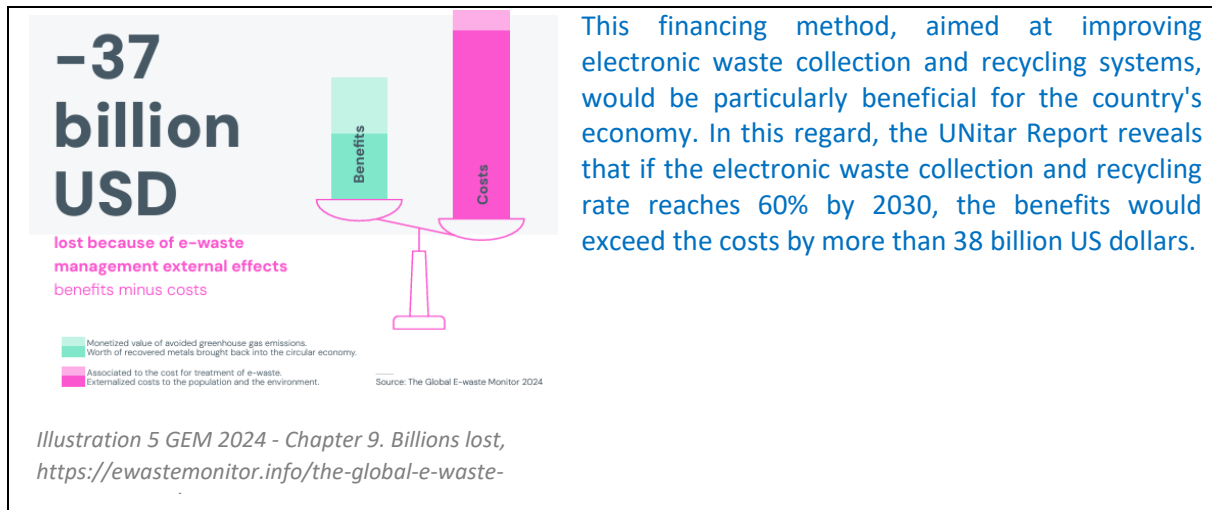 −37
billion
USD
lost because of e-waste
management external effects
benefits minus costs
Benefits
Costs
Monetized value of avoided greenhouse gas emissions.
Worth of recovered metals brought back into the circular economy.
Associated to the cost for treatment of e-waste.
Externalized costs to the population and the environment.
Source: The Global E-waste Monitor 2024
Illustration 5 GEM 2024 - Chapter 9. Billions lost,
https://ewastemonitor.info/the-global-e-waste-
This financing method, aimed at improving
electronic waste collection and recycling systems,
would be particularly beneficial for the country's
economy. In this regard, the UNitar Report reveals
that if the electronic waste collection and recycling
rate reaches 60% by 2030, the benefits would
exceed the costs by more than 38 billion US dollars.